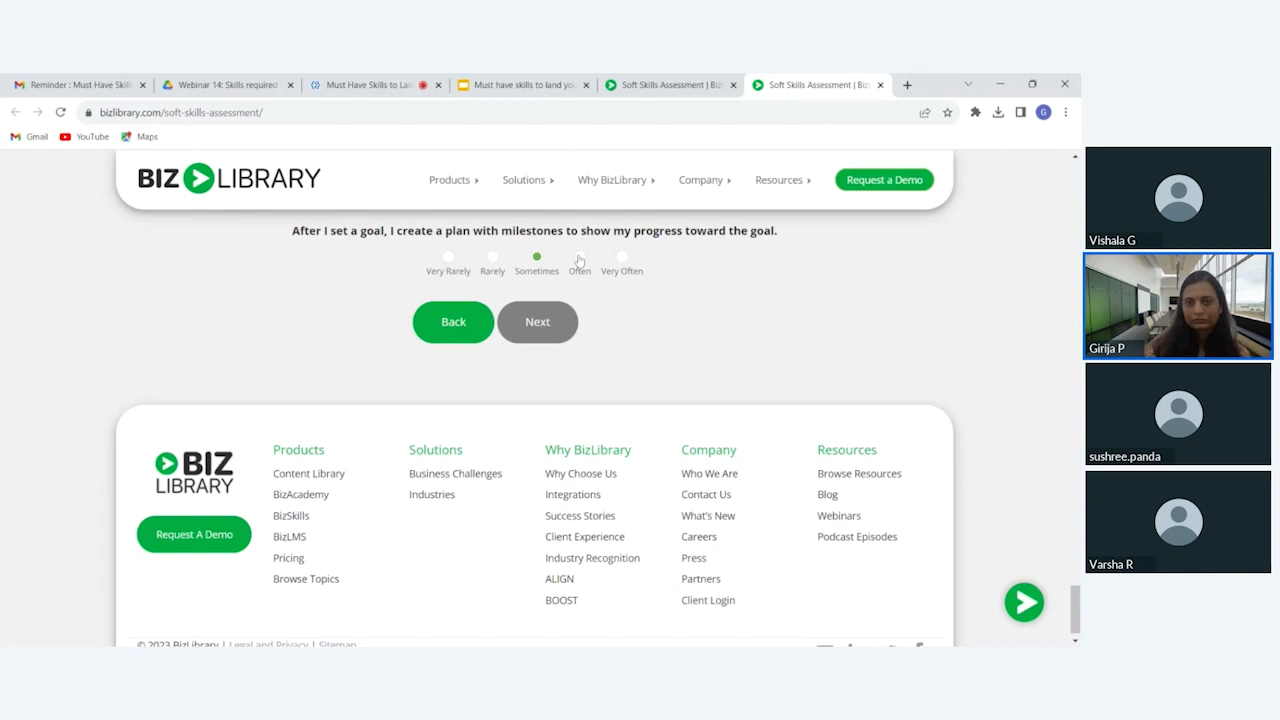 Reminder : Must Have Skill
Webinar 14: Skills required
Must Have Skills to Lan
Must have skills to land yo
Soft Skills Assessment | Biz
Soft Skills Assessment | Biz
bizlibrary.com/soft-skills-assessment/
G
Gmail
YouTube
Maps
BIZ LIBRARY
Products
Solutions
Why BizLibrary
Company
Resources
Request a Demo
After I set a goal, I create a plan with milestones to show my progress toward the goal.
Very Rarely
Rarely
Sometimes
Often
Very Often
Back
Next
BIZ
LIBRARY
Request A Demo
Products
Content Library
BizAcademy
BizSkills
BizLMS
Pricing
Browse Topics
Solutions
Business Challenges
Industries
Why BizLibrary
Why Choose Us
Integrations
Success Stories
Client Experience
Industry Recognition
ALIGN
BOOST
Company
Who We Are
Contact Us
What's New
Careers
Press
Partners
Client Login
Resources
Browse Resources
Blog
Webinars
Podcast Episodes
© 2023 BizLibrary | Legal and Privacy | Sitemap
Vishala G
Girija P
sushree.panda
Varsha R